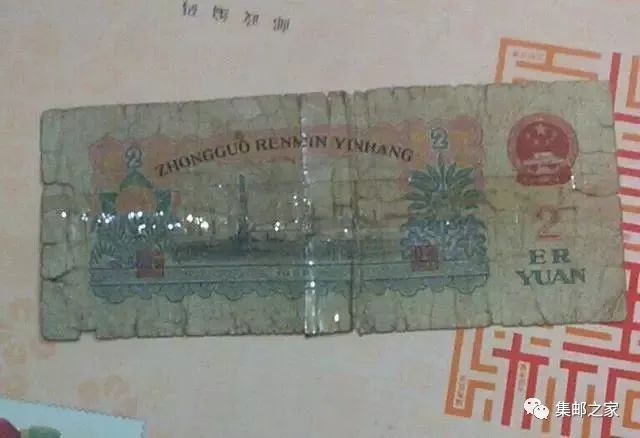 2
ZHONGGUO RENMIN YINHANG
2
2
ER
YUAN
集邮之家